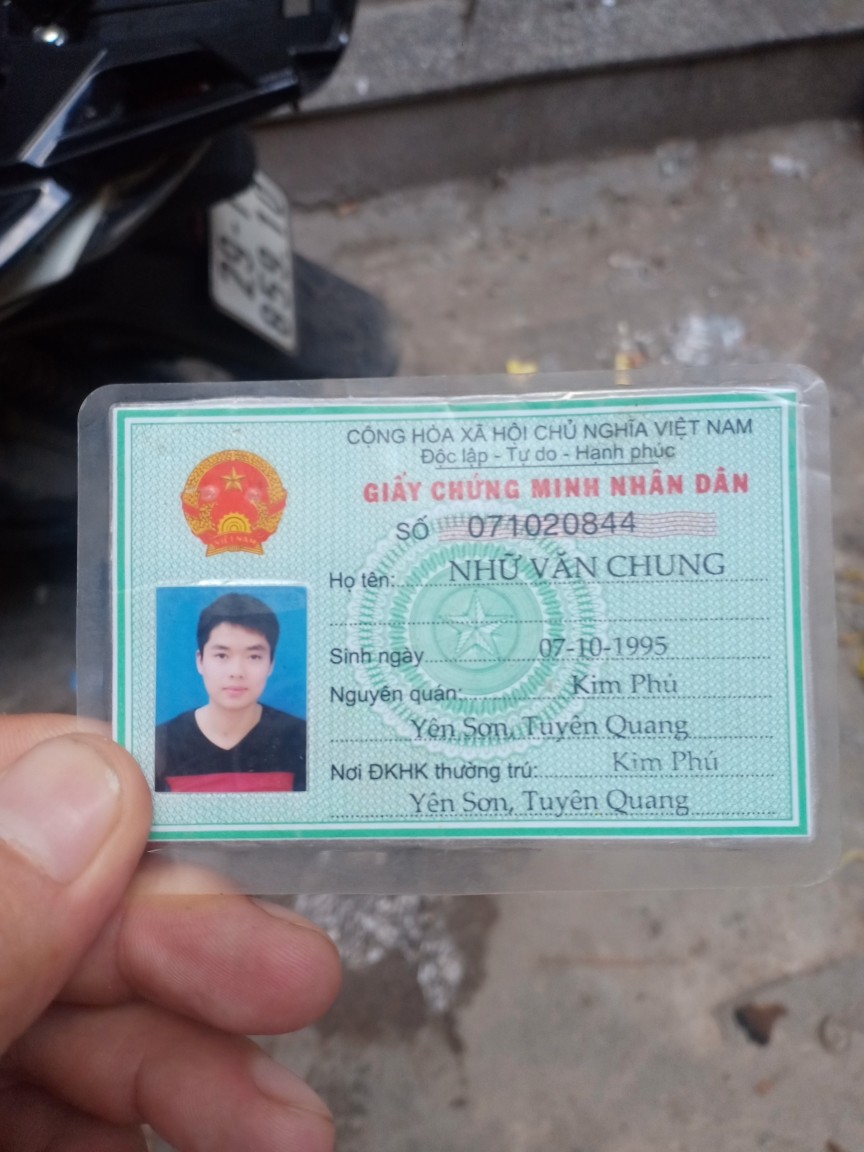 CỘNG HÒA XÃ HỘI CHỦ NGHĨA VIỆT NAM
Độc lập - Tự do - Hạnh phúc
GIẤY CHỨNG MINH NHÂN DÂN
SỐ 071020844
Họ tên: NHỮ VĂN CHUNG
Sinh ngày 07-10-1995
Nguyên quán: Kim Phú
Yên Sơn, Tuyên Quang
Nơi ĐKHK thường trú: Kim Phú
Yên Sơn, Tuyên Quang
VIỆT NAM